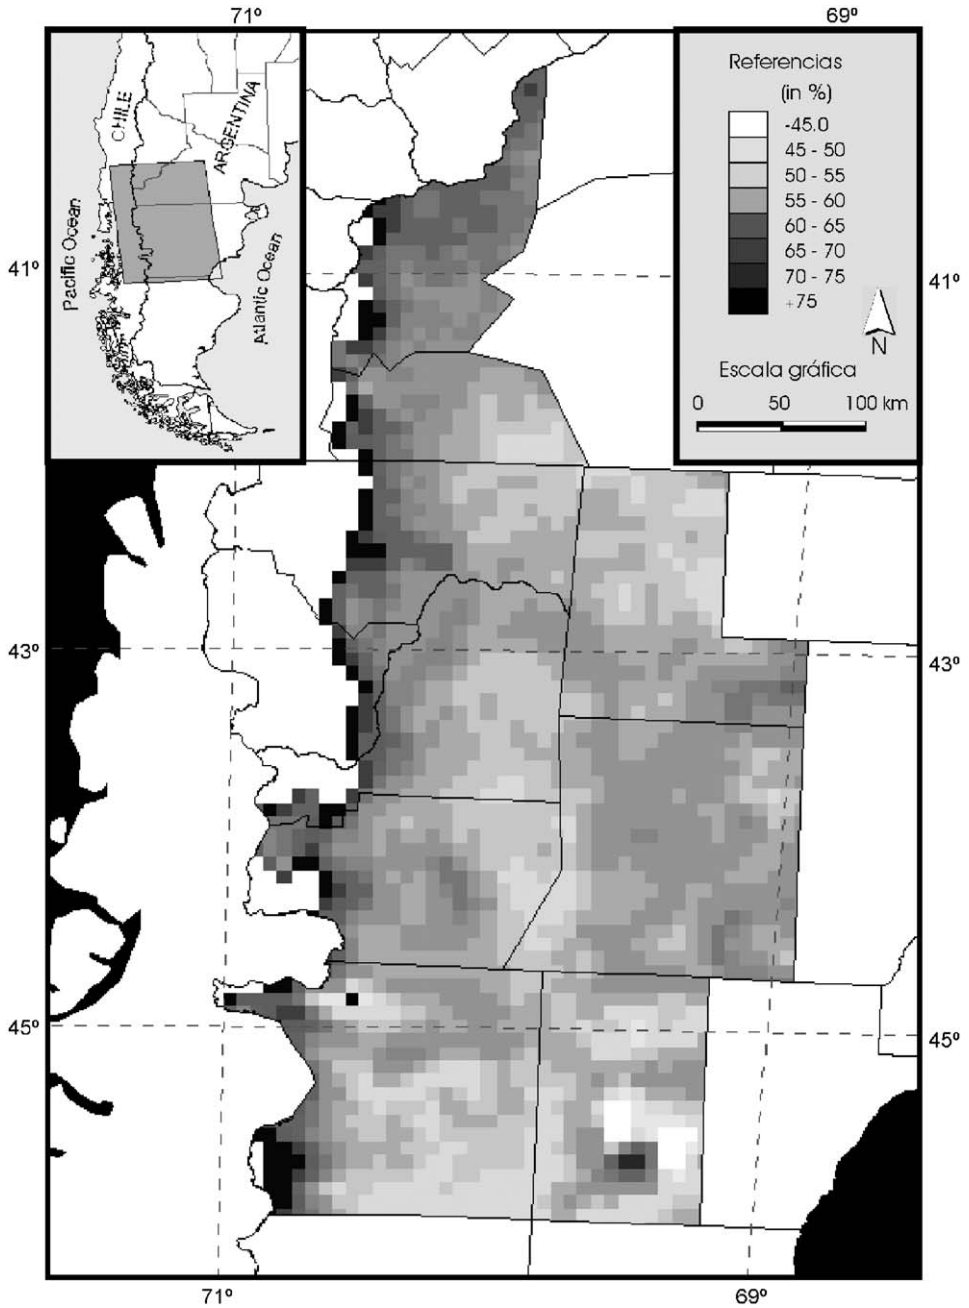 71º
69º
CHILE
ARGENTINA
Pacific Ocean
Atlantic Ocean
Referencias
(in %)
-45.0
45 - 50
50 - 55
55 - 60
60 - 65
65 - 70
70 - 75
+75
N
Escala gráfica
0
50
100 km
41º
41º
43º
43º
45º
45º
71º
69º